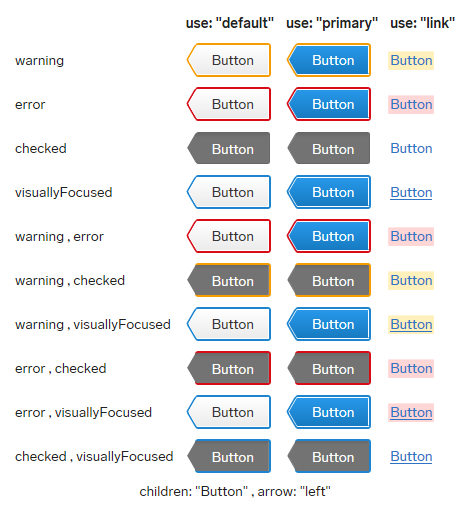 use: "default" use: "primary" use: "link"
warning Button Button Button
error Button Button Button
checked Button Button Button
visuallyFocused Button Button Button
warning , error Button Button Button
warning , checked Button Button Button
warning , visuallyFocused Button Button Button
error , checked Button Button Button
error , visuallyFocused Button Button Button
checked , visuallyFocused Button Button Button
children: "Button" , arrow: "left"